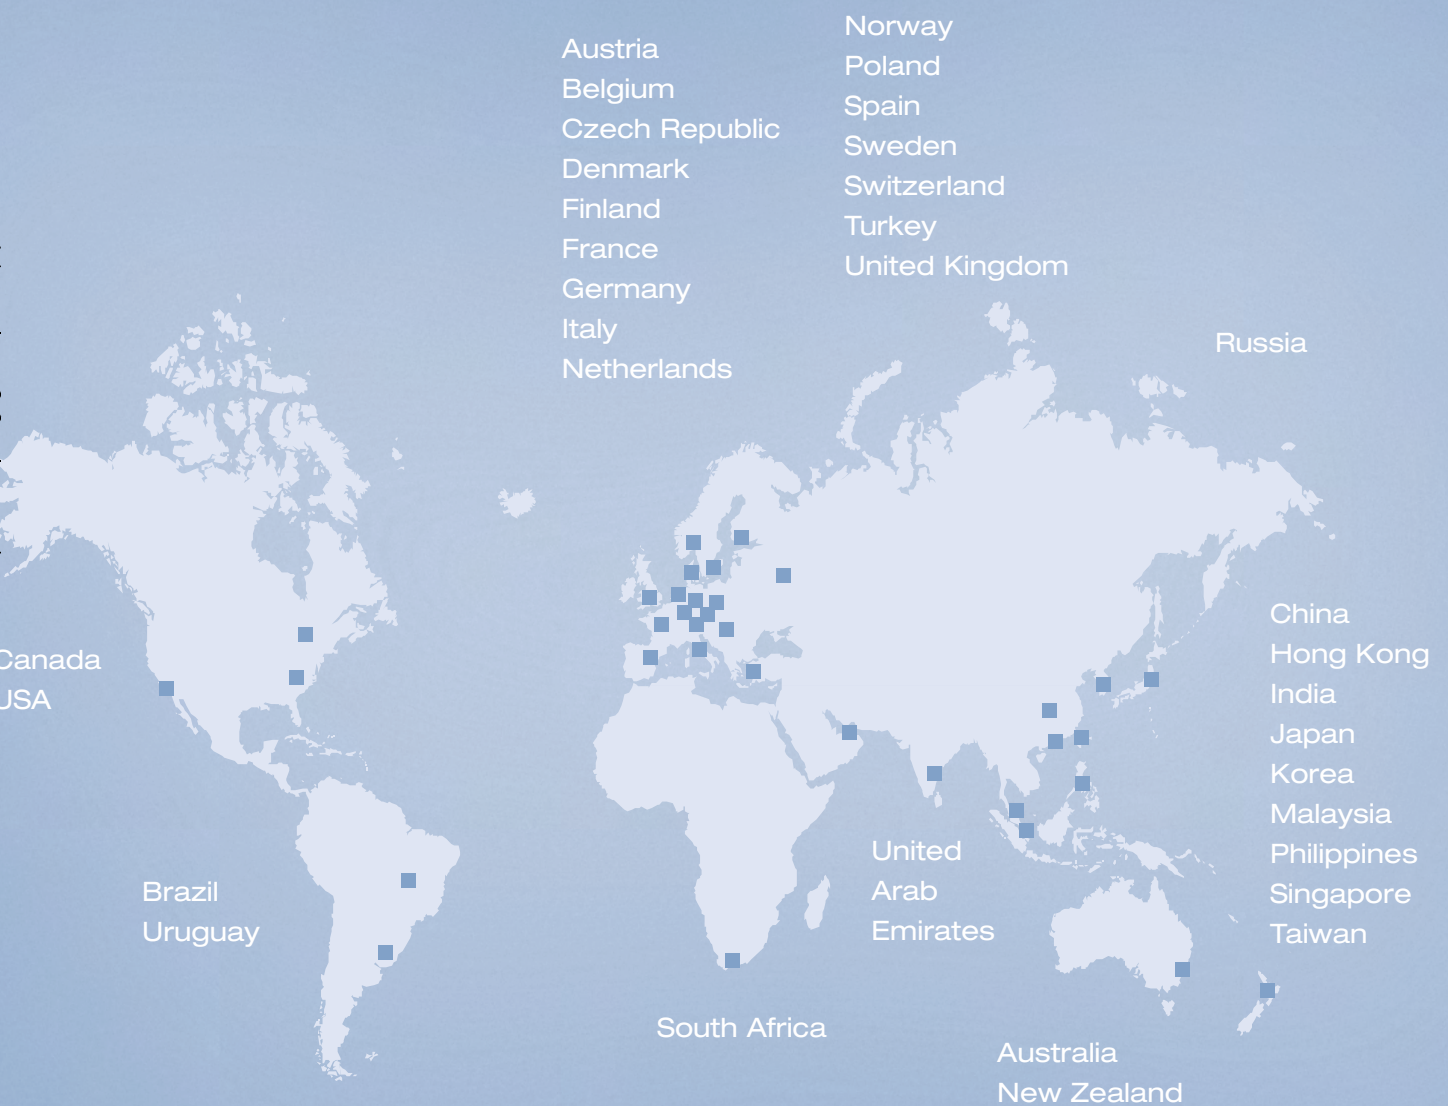 Austria
Belgium
Czech Republic
Denmark
Finland
France
Germany
Italy
Netherlands
Norway
Poland
Spain
Sweden
Switzerland
Turkey
United Kingdom
Russia
Canada
USA
China
Hong Kong
India
Japan
Korea
Malaysia
Philippines
Singapore
Taiwan
Brazil
Uruguay
United
Arab
Emirates
South Africa
Australia
New Zealand